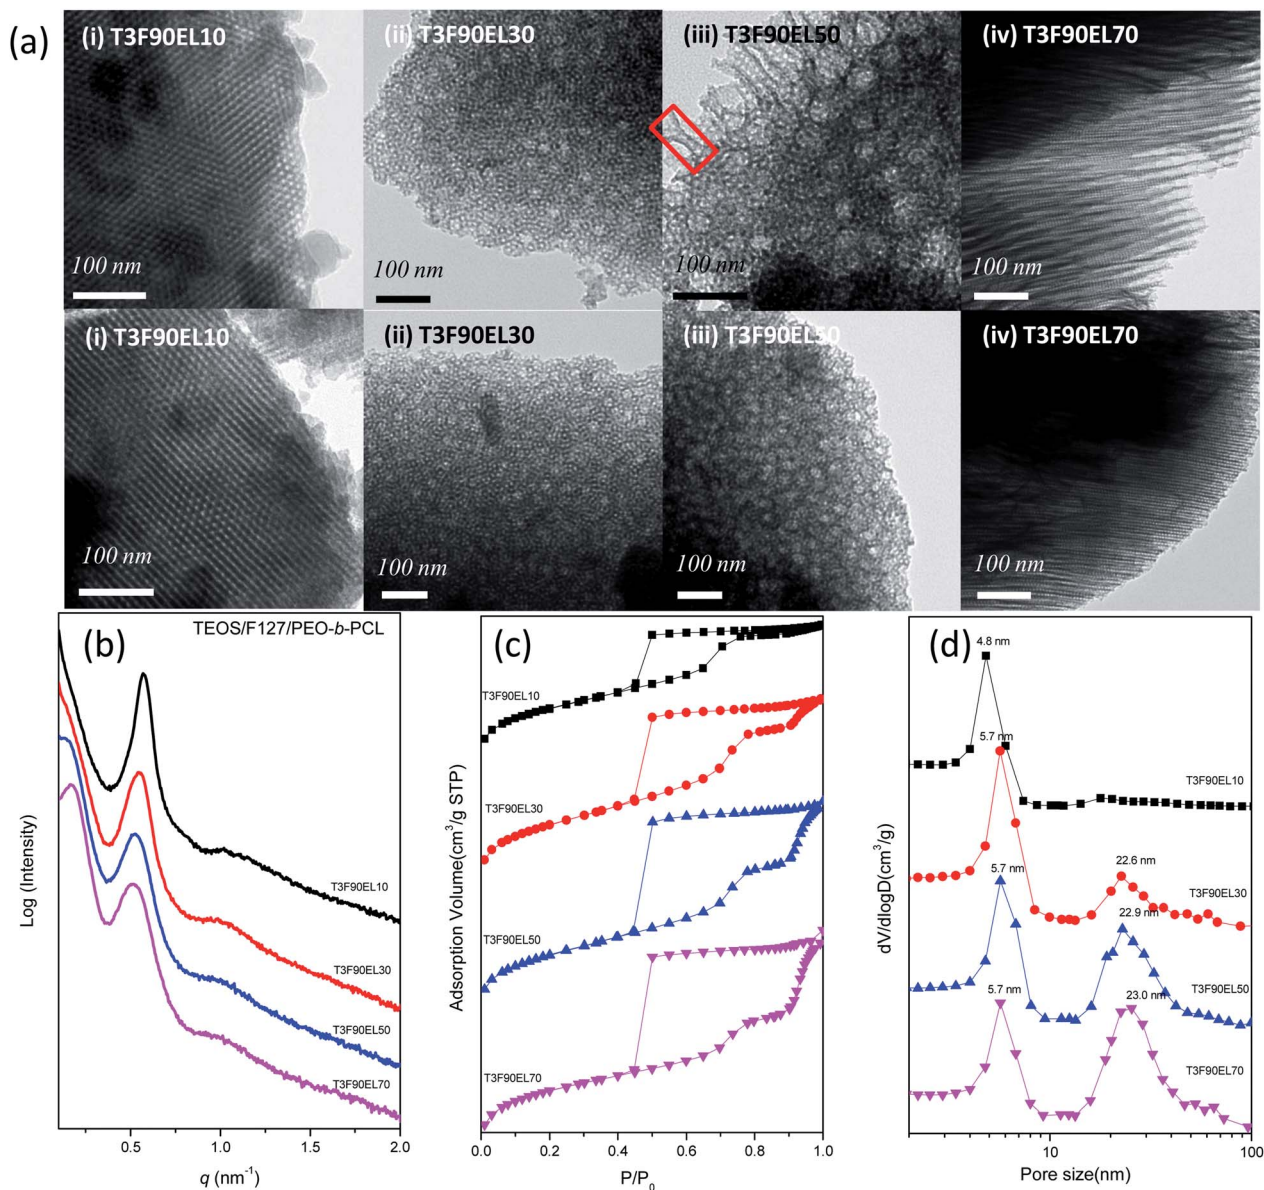 (a)
(i) T3F90EL10
(ii) T3F90EL30
(iii) T3F90EL50
(iv) T3F90EL70
100 nm
100 nm
100 nm
100 nm
(i) T3F90EL10
(ii) T3F90EL30
(iii) T3F90EL50
(iv) T3F90EL70
100 nm
100 nm
100 nm
100 nm
(b)
TEOS/F127/PEO-b-PCL
T3F90EL10
T3F90EL30
T3F90EL50
T3F90EL70
Log (Intensity)
0.5
1.0
1.5
2.0
q (nm⁻¹)
(c)
T3F90EL10
T3F90EL30
T3F90EL50
T3F90EL70
Adsorption Volume(cm³/g STP)
0.0
0.2
0.4
0.6
0.8
1.0
P/P₀
(d)
4.8 nm
T3F90EL10
5.7 nm
22.6 nm
T3F90EL30
5.7 nm
22.9 nm
T3F90EL50
5.7 nm
23.0 nm
T3F90EL70
dV/dlogD(cm³/g)
10
100
Pore size(nm)